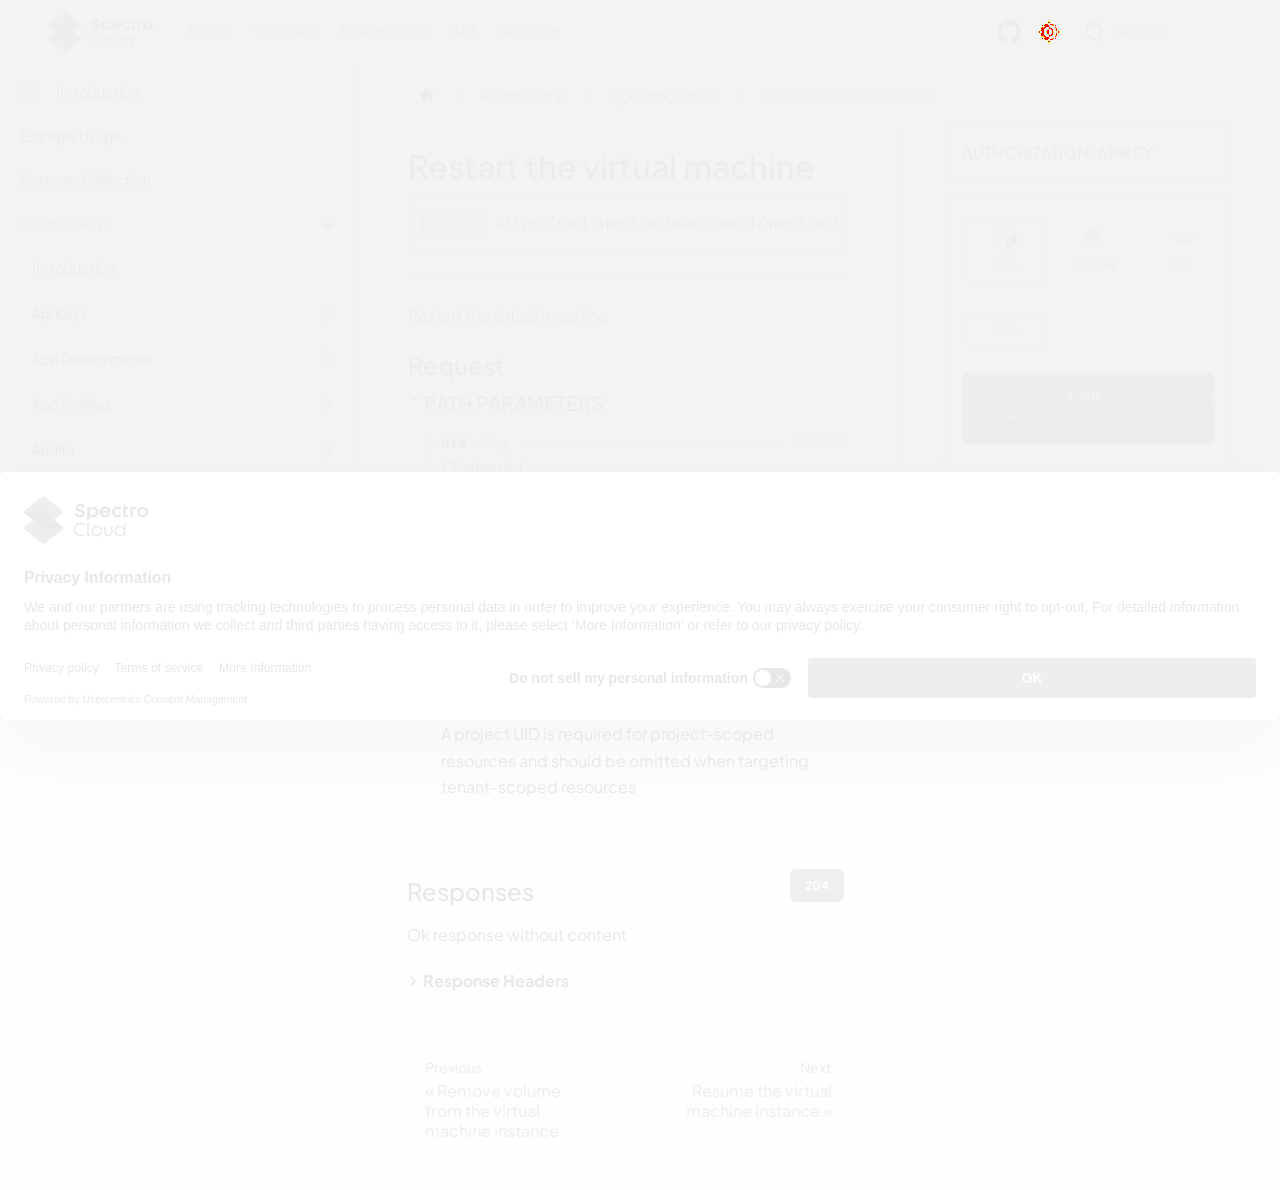 Spectro
Cloud
Docs
Tutorials
Downloads
API
latest
Search
Introduction
Example Usage
Postman Collection
Palette API V1
Introduction
Api Keys
App Deployments
App Profiles
Audits
Palette API V1
Spectroclusters
Restart the virtual machine
Restart the virtual machine
https://api.spectrocloud.com/v1/spectroclu
Restart the virtual machine
Request
PATH PARAMETERS
uid string REQUIRED
Cluster uid
AUTHORIZATION: APIKEY
CURL
PYTHON
GO
CURL
Spectro
Cloud
Privacy Information
We and our partners are using tracking technologies to process personal data in order to improve your experience. You may always exercise your consumer right to opt-out. For detailed information
about personal information we collect and third parties having access to it, please select 'More Information' or refer to our privacy policy.
Privacy policy
Terms of service
More Information
Powered by Usercentrics Consent Management
Do not sell my personal information
OK
A project UID is required for project-scoped
resources and should be omitted when targeting
tenant-scoped resources
Responses
204
Ok response without content
Response Headers
Previous
« Remove volume
from the virtual
machine instance
Next
Resume the virtual
machine instance »